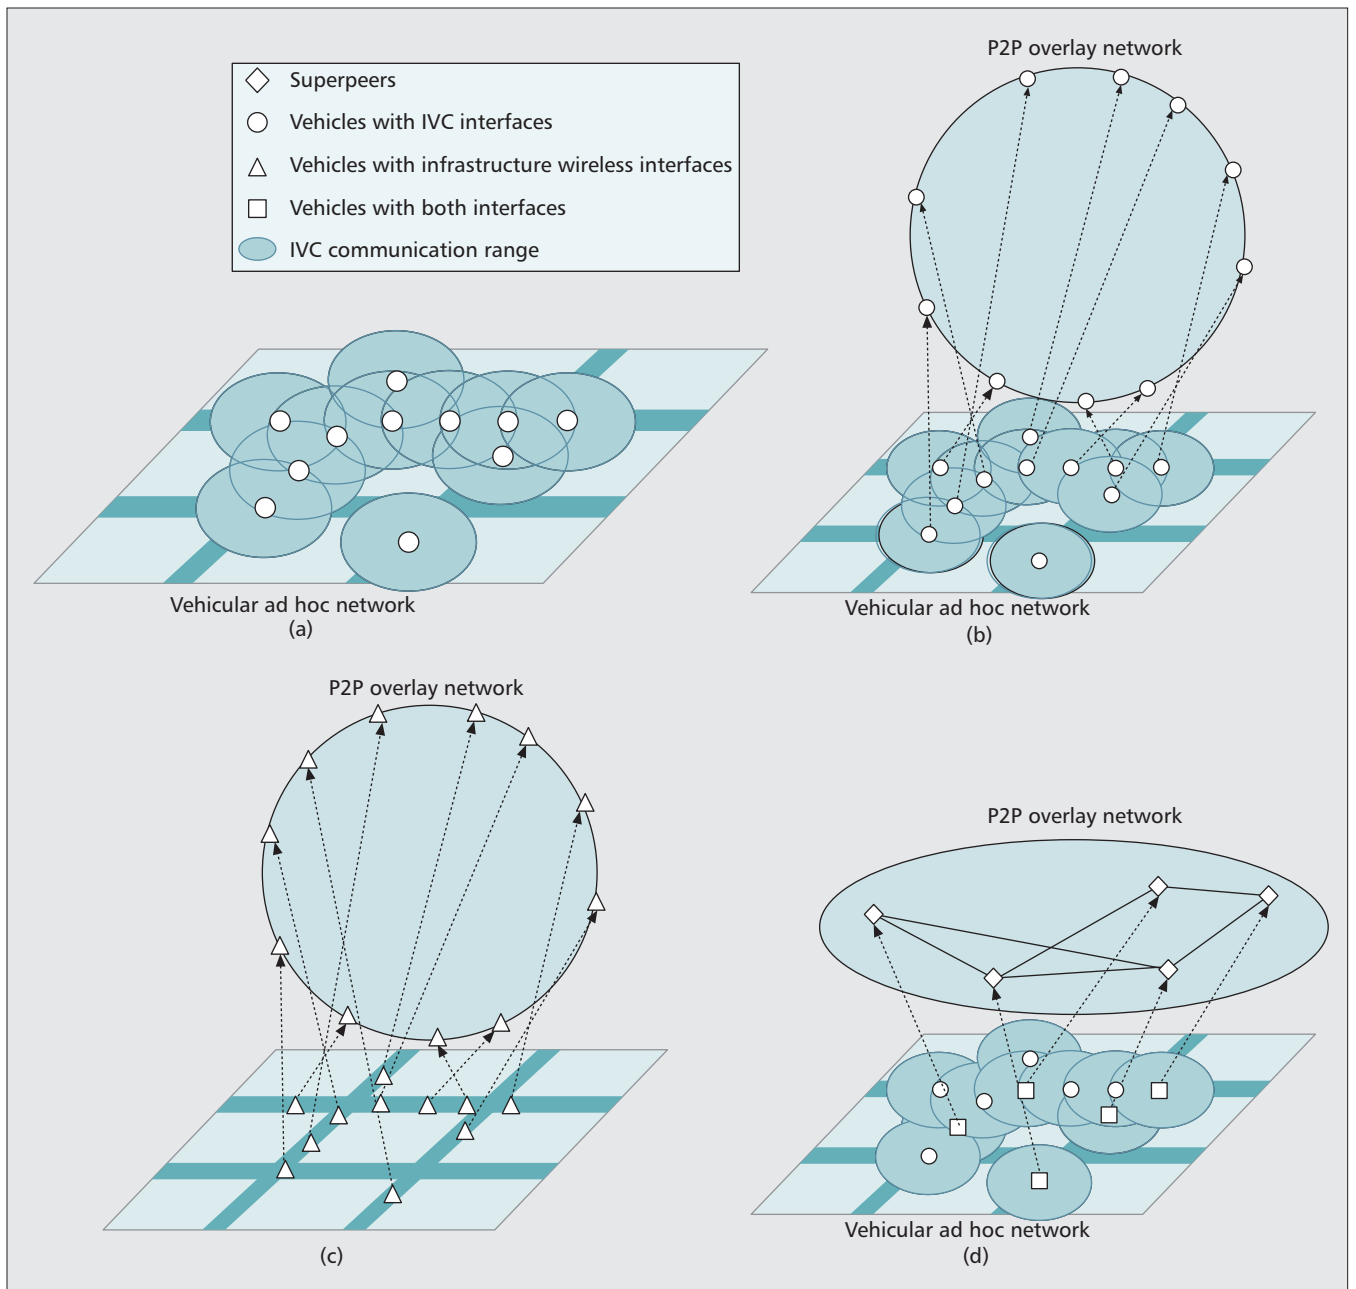 P2P overlay network
Superpeers
Vehicles with IVC interfaces
Vehicles with infrastructure wireless interfaces
Vehicles with both interfaces
IVC communication range
Vehicular ad hoc network
(a)
Vehicular ad hoc network
(b)
P2P overlay network
P2P overlay network
(c)
Vehicular ad hoc network
(d)